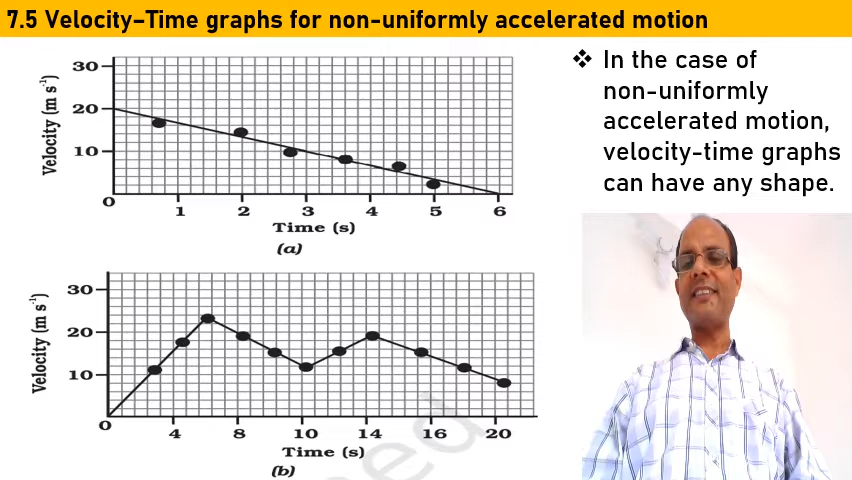 7.5 Velocity–Time graphs for non-uniformly accelerated motion
30
20
10
0
Velocity (m s⁻¹)
1 2 3 4 5 6
Time (s)
(a)
30
20
10
0
Velocity (m s⁻¹)
4 8 10 14 16 20
Time (s)
(b)
❖ In the case of
non-uniformly
accelerated motion,
velocity-time graphs
can have any shape.